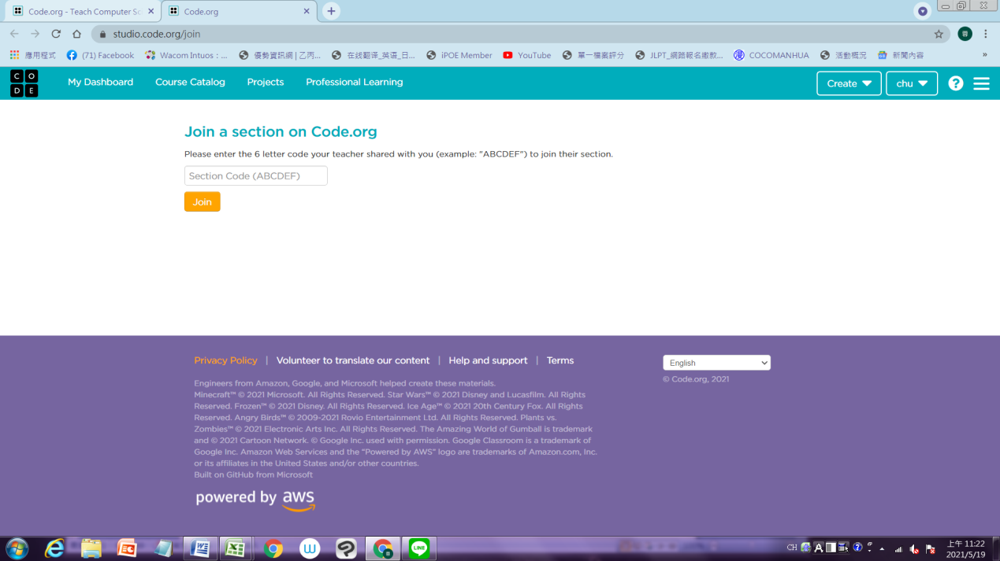 Code.org - Teach Computer Sc
Code.org
studio.code.org/join
蓉
應用程式
(71) Facebook
Wacom Intuos：...
優勢資訊網 | 乙丙...
在线翻译_英语_日...
iPOE Member
YouTube
單一檔案評分
JLPT_網路報名繳款...
COCOMANHUA
活動概況
新聞內容
»
C O
D E
My Dashboard
Course Catalog
Projects
Professional Learning
Create
chu
?
Join a section on Code.org
Please enter the 6 letter code your teacher shared with you (example: "ABCDEF") to join their section.
Section Code (ABCDEF)
Join
Privacy Policy | Volunteer to translate our content | Help and support | Terms
English
© Code.org, 2021
Engineers from Amazon, Google, and Microsoft helped create these materials.
Minecraft™ © 2021 Microsoft. All Rights Reserved. Star Wars™ © 2021 Disney and Lucasfilm. All Rights
Reserved. Frozen™ © 2021 Disney. All Rights Reserved. Ice Age™ © 2021 20th Century Fox. All Rights
Reserved. Angry Birds™ © 2009-2021 Rovio Entertainment Ltd. All Rights Reserved. Plants vs.
Zombies™ © 2021 Electronic Arts Inc. All Rights Reserved. The Amazing World of Gumball is trademark
and © 2021 Cartoon Network. © Google Inc. used with permission. Google Classroom is a trademark of
Google Inc. Amazon Web Services and the "Powered by AWS" logo are trademarks of Amazon.com, Inc.
or its affiliates in the United States and/or other countries.
Built on GitHub from Microsoft
powered by aws
LINE
CH
A
上午 11:22
2021/5/19